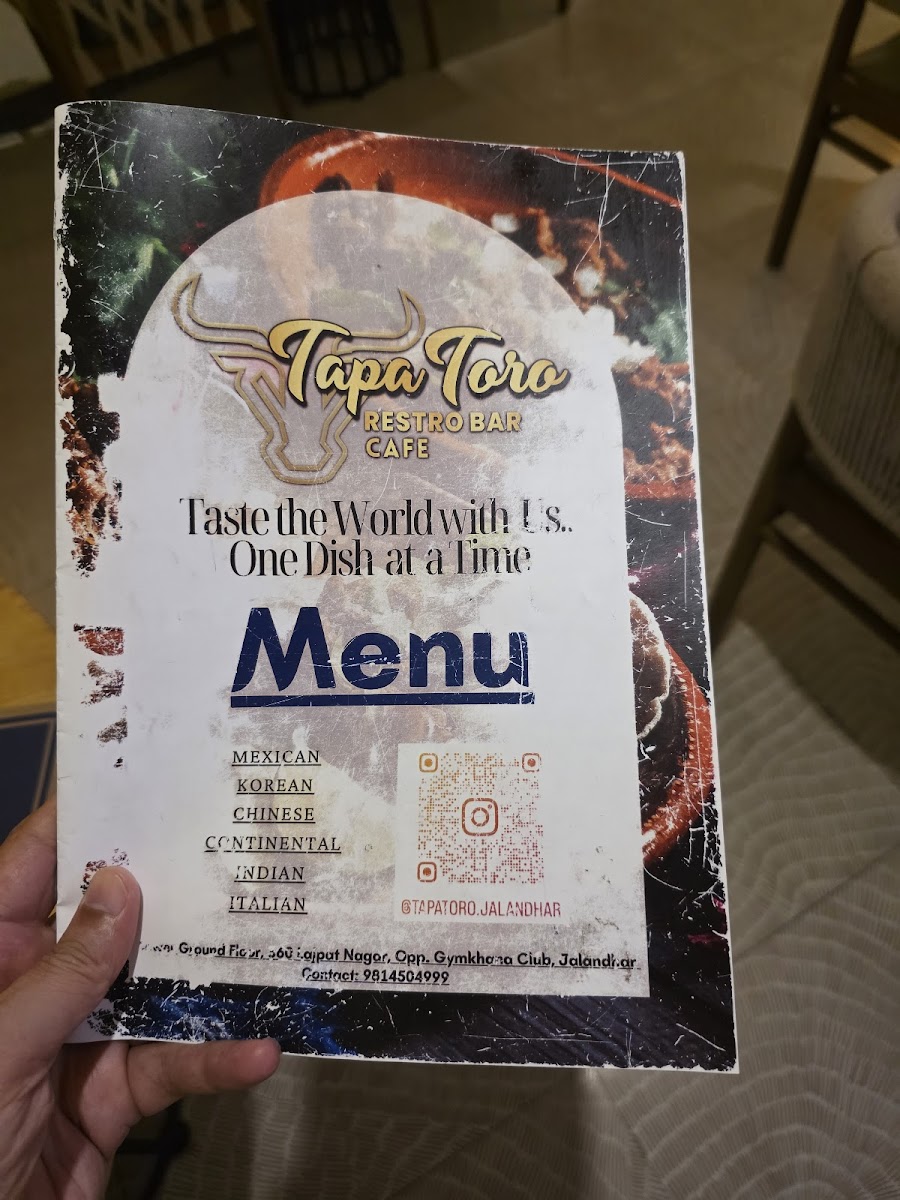 Tapa Toro
RESTRO BAR
CAFE
Taste the World with Us..
One Dish at a Time
Menu
MEXICAN
KOREAN
CHINESE
CONTINENTAL
INDIAN
ITALIAN
@TAPATORO.JALANDHAR
Ground Floor, 560 Lajpat Nagar, Opp. Gymkhana Club, Jalandhar
Contact: 9814504999